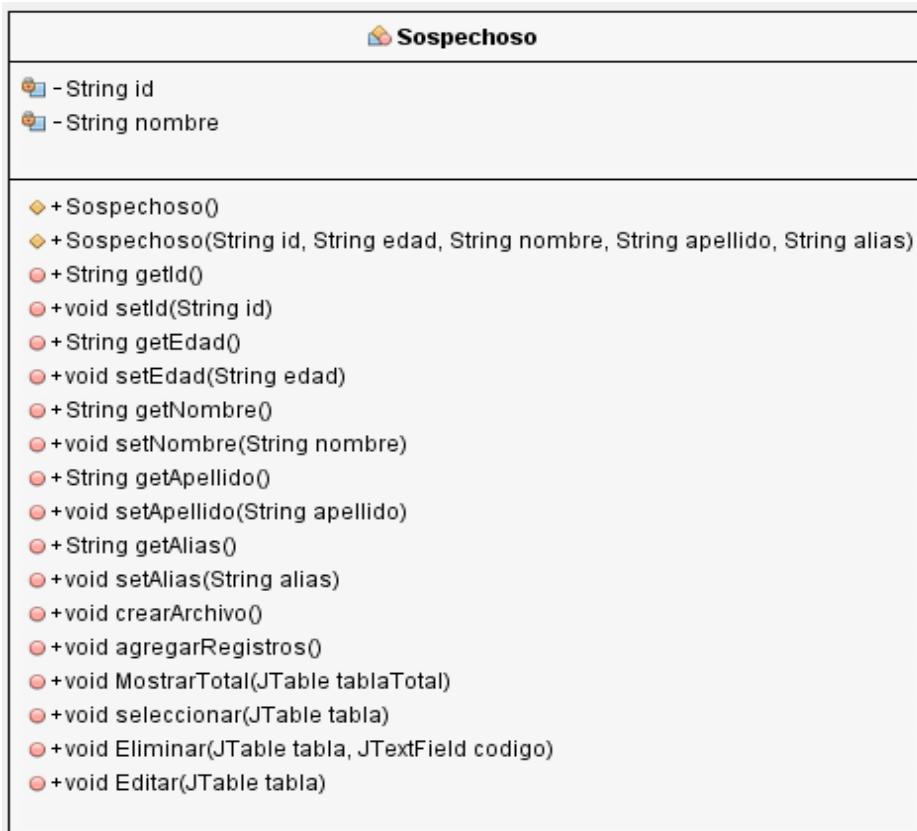 Sospechoso
- String id
- String nombre
+ Sospechoso()
+ Sospechoso(String id, String edad, String nombre, String apellido, String alias)
+ String getId()
+ void setId(String id)
+ String getEdad()
+ void setEdad(String edad)
+ String getNombre()
+ void setNombre(String nombre)
+ String getApellido()
+ void setApellido(String apellido)
+ String getAlias()
+ void setAlias(String alias)
+ void crearArchivo()
+ void agregarRegistros()
+ void MostrarTotal(JTable tablaTotal)
+ void seleccionar(JTable tabla)
+ void Eliminar(JTable tabla, JTextField codigo)
+ void Editar(JTable tabla)